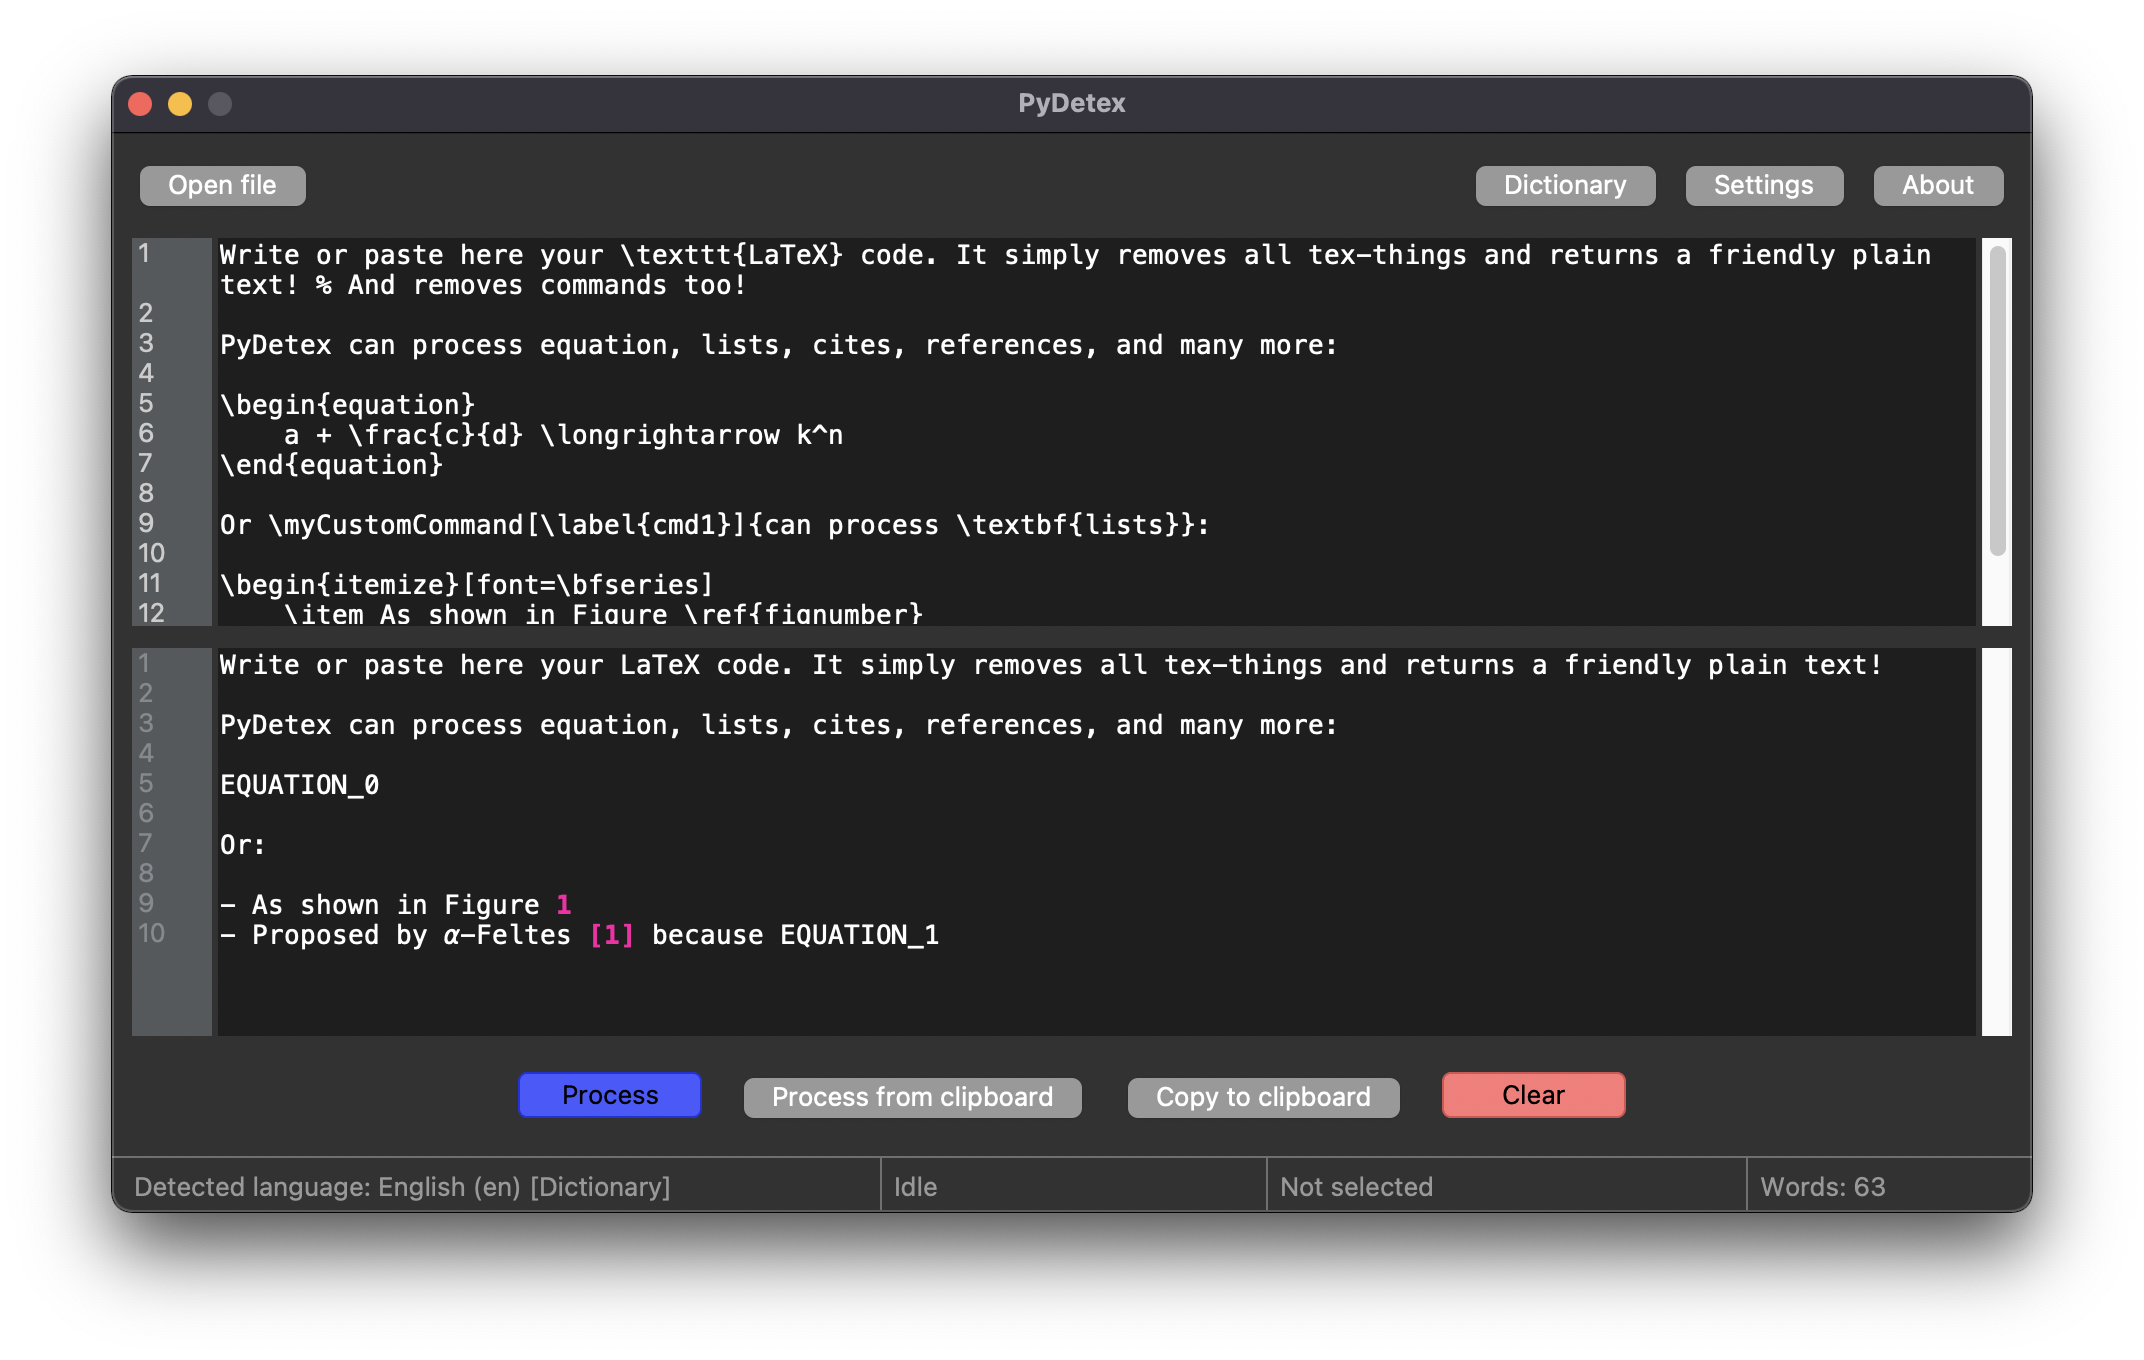 PyDetex
Open file
Dictionary
Settings
About
1 Write or paste here your \texttt{LaTeX} code. It simply removes all tex-things and returns a friendly plain
text! % And removes commands too!
2
3 PyDetex can process equation, lists, cites, references, and many more:
4
5 \begin{equation}
6     a + \frac{c}{d} \longrightarrow k^n
7 \end{equation}
8
9 Or \myCustomCommand[\label{cmd1}]{can process \textbf{lists}}:
10
11 \begin{itemize}[font=\bfseries]
12     \item As shown in Figure \ref{fignumber}
1 Write or paste here your LaTeX code. It simply removes all tex-things and returns a friendly plain text!
2
3 PyDetex can process equation, lists, cites, references, and many more:
4
5 EQUATION_0
6
7 Or:
8
9 - As shown in Figure 1
10 - Proposed by α-Feltes [1] because EQUATION_1
Process
Process from clipboard
Copy to clipboard
Clear
Detected language: English (en) [Dictionary]
Idle
Not selected
Words: 63